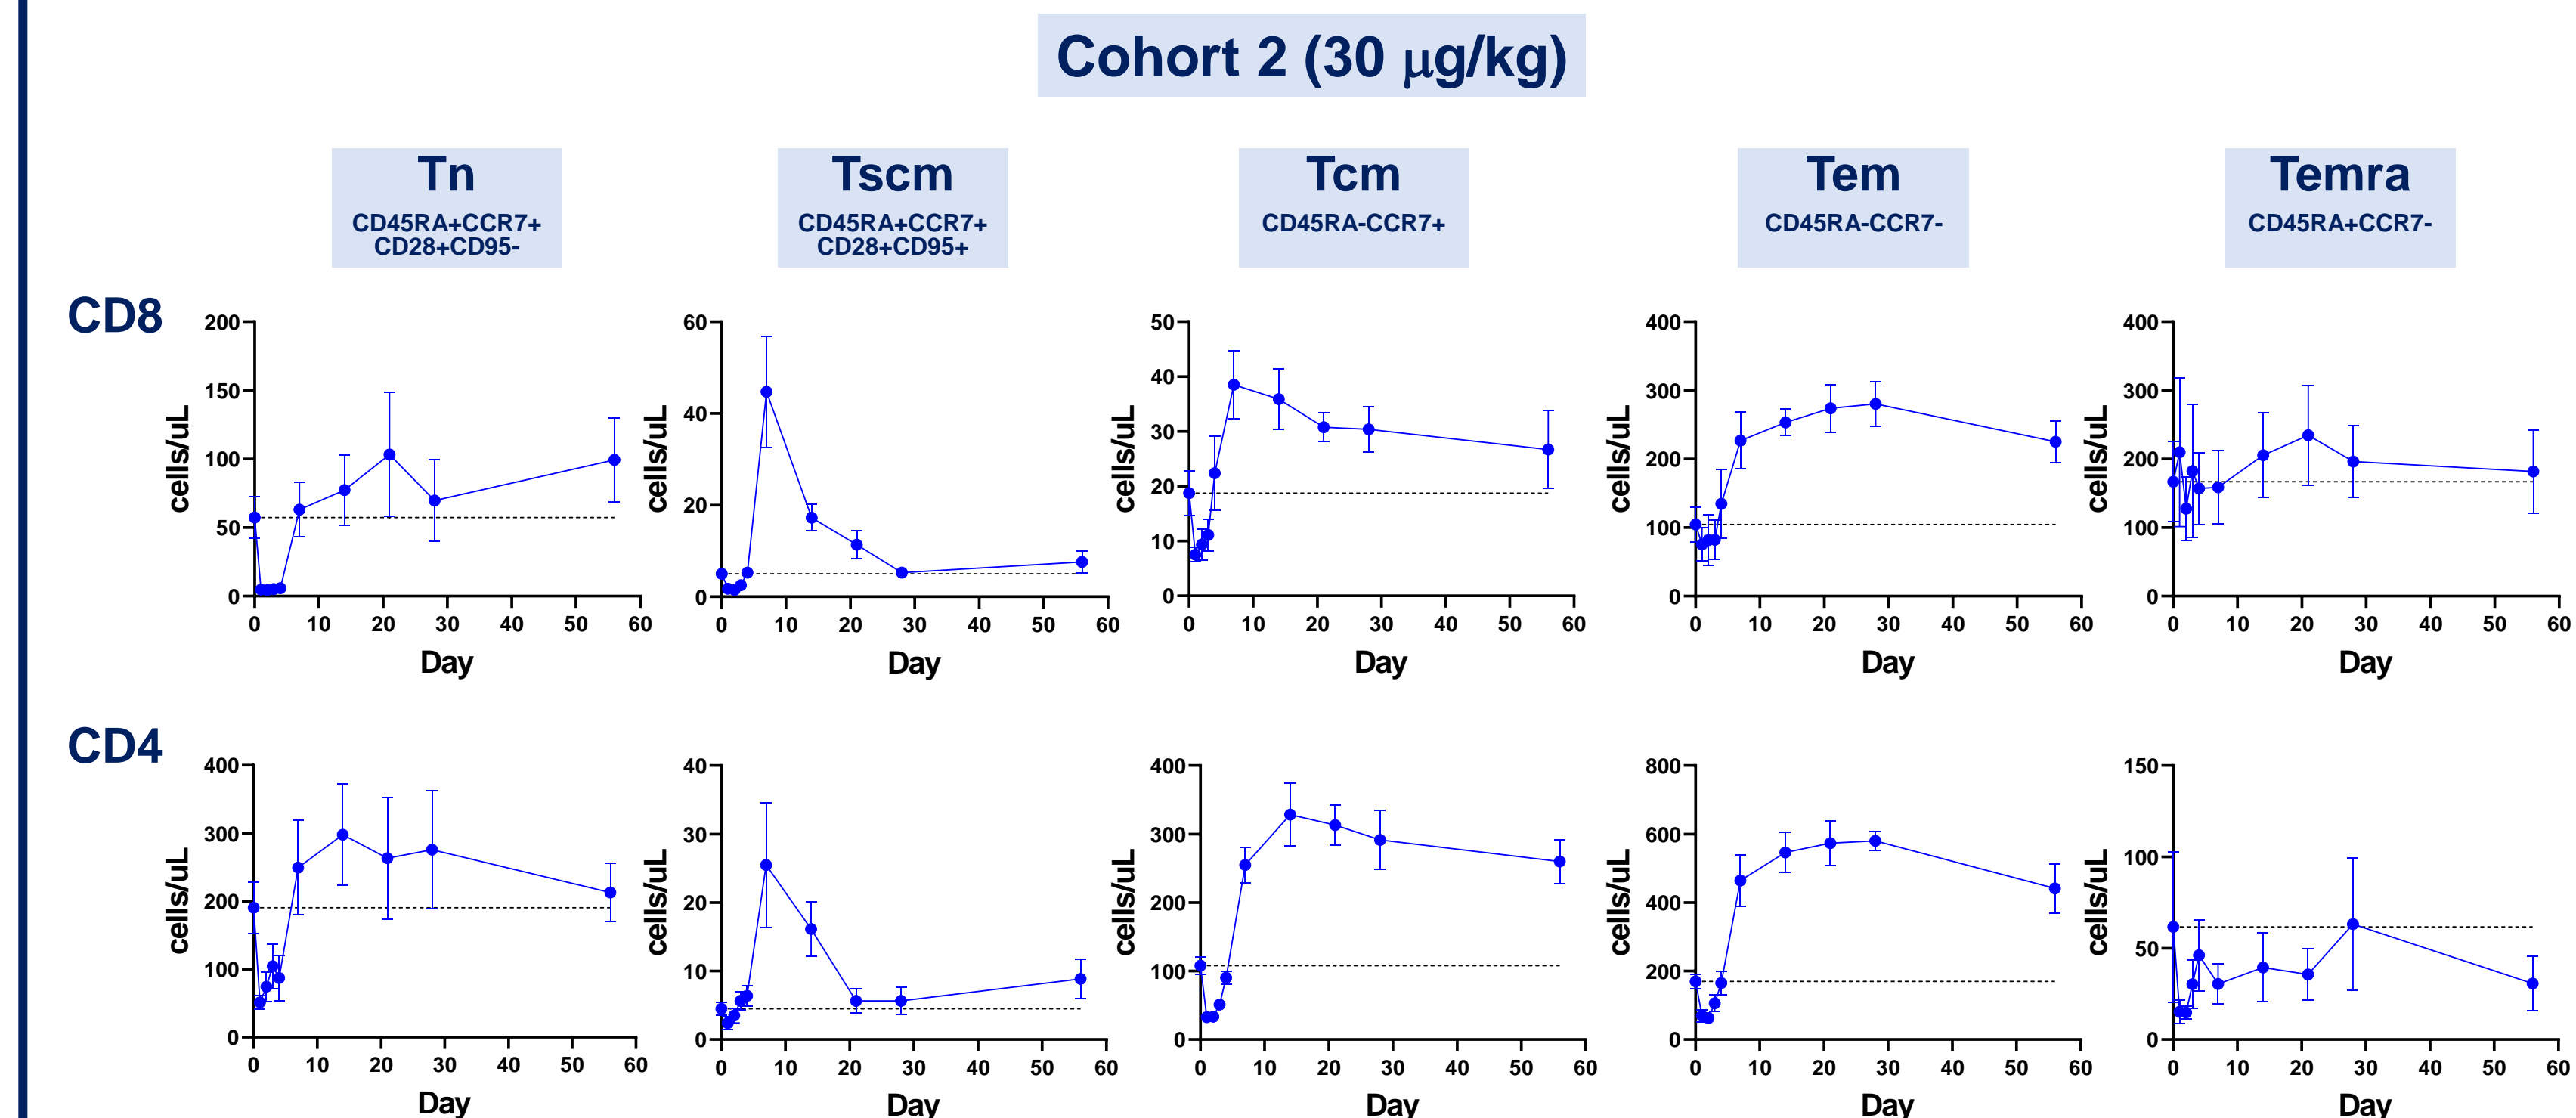 Cohort 2 (30 μg/kg)
Tn
CD45RA+CCR7+
CD28+CD95-
Tscm
CD45RA+CCR7+
CD28+CD95+
Tcm
CD45RA-CCR7+
Tem
CD45RA-CCR7-
Temra
CD45RA+CCR7-
CD8
cells/uL
200
150
100
50
0
0 10 20 30 40 50 60
Day
cells/uL
60
40
20
0
0 10 20 30 40 50 60
Day
cells/uL
50
40
30
20
10
0
0 10 20 30 40 50 60
Day
cells/uL
400
300
200
100
0
0 10 20 30 40 50 60
Day
cells/uL
400
300
200
100
0
0 10 20 30 40 50 60
Day
CD4
cells/uL
400
300
200
100
0
0 10 20 30 40 50 60
Day
cells/uL
40
30
20
10
0
0 10 20 30 40 50 60
Day
cells/uL
400
300
200
100
0
0 10 20 30 40 50 60
Day
cells/uL
800
600
400
200
0
0 10 20 30 40 50 60
Day
cells/uL
150
100
50
0
0 10 20 30 40 50 60
Day